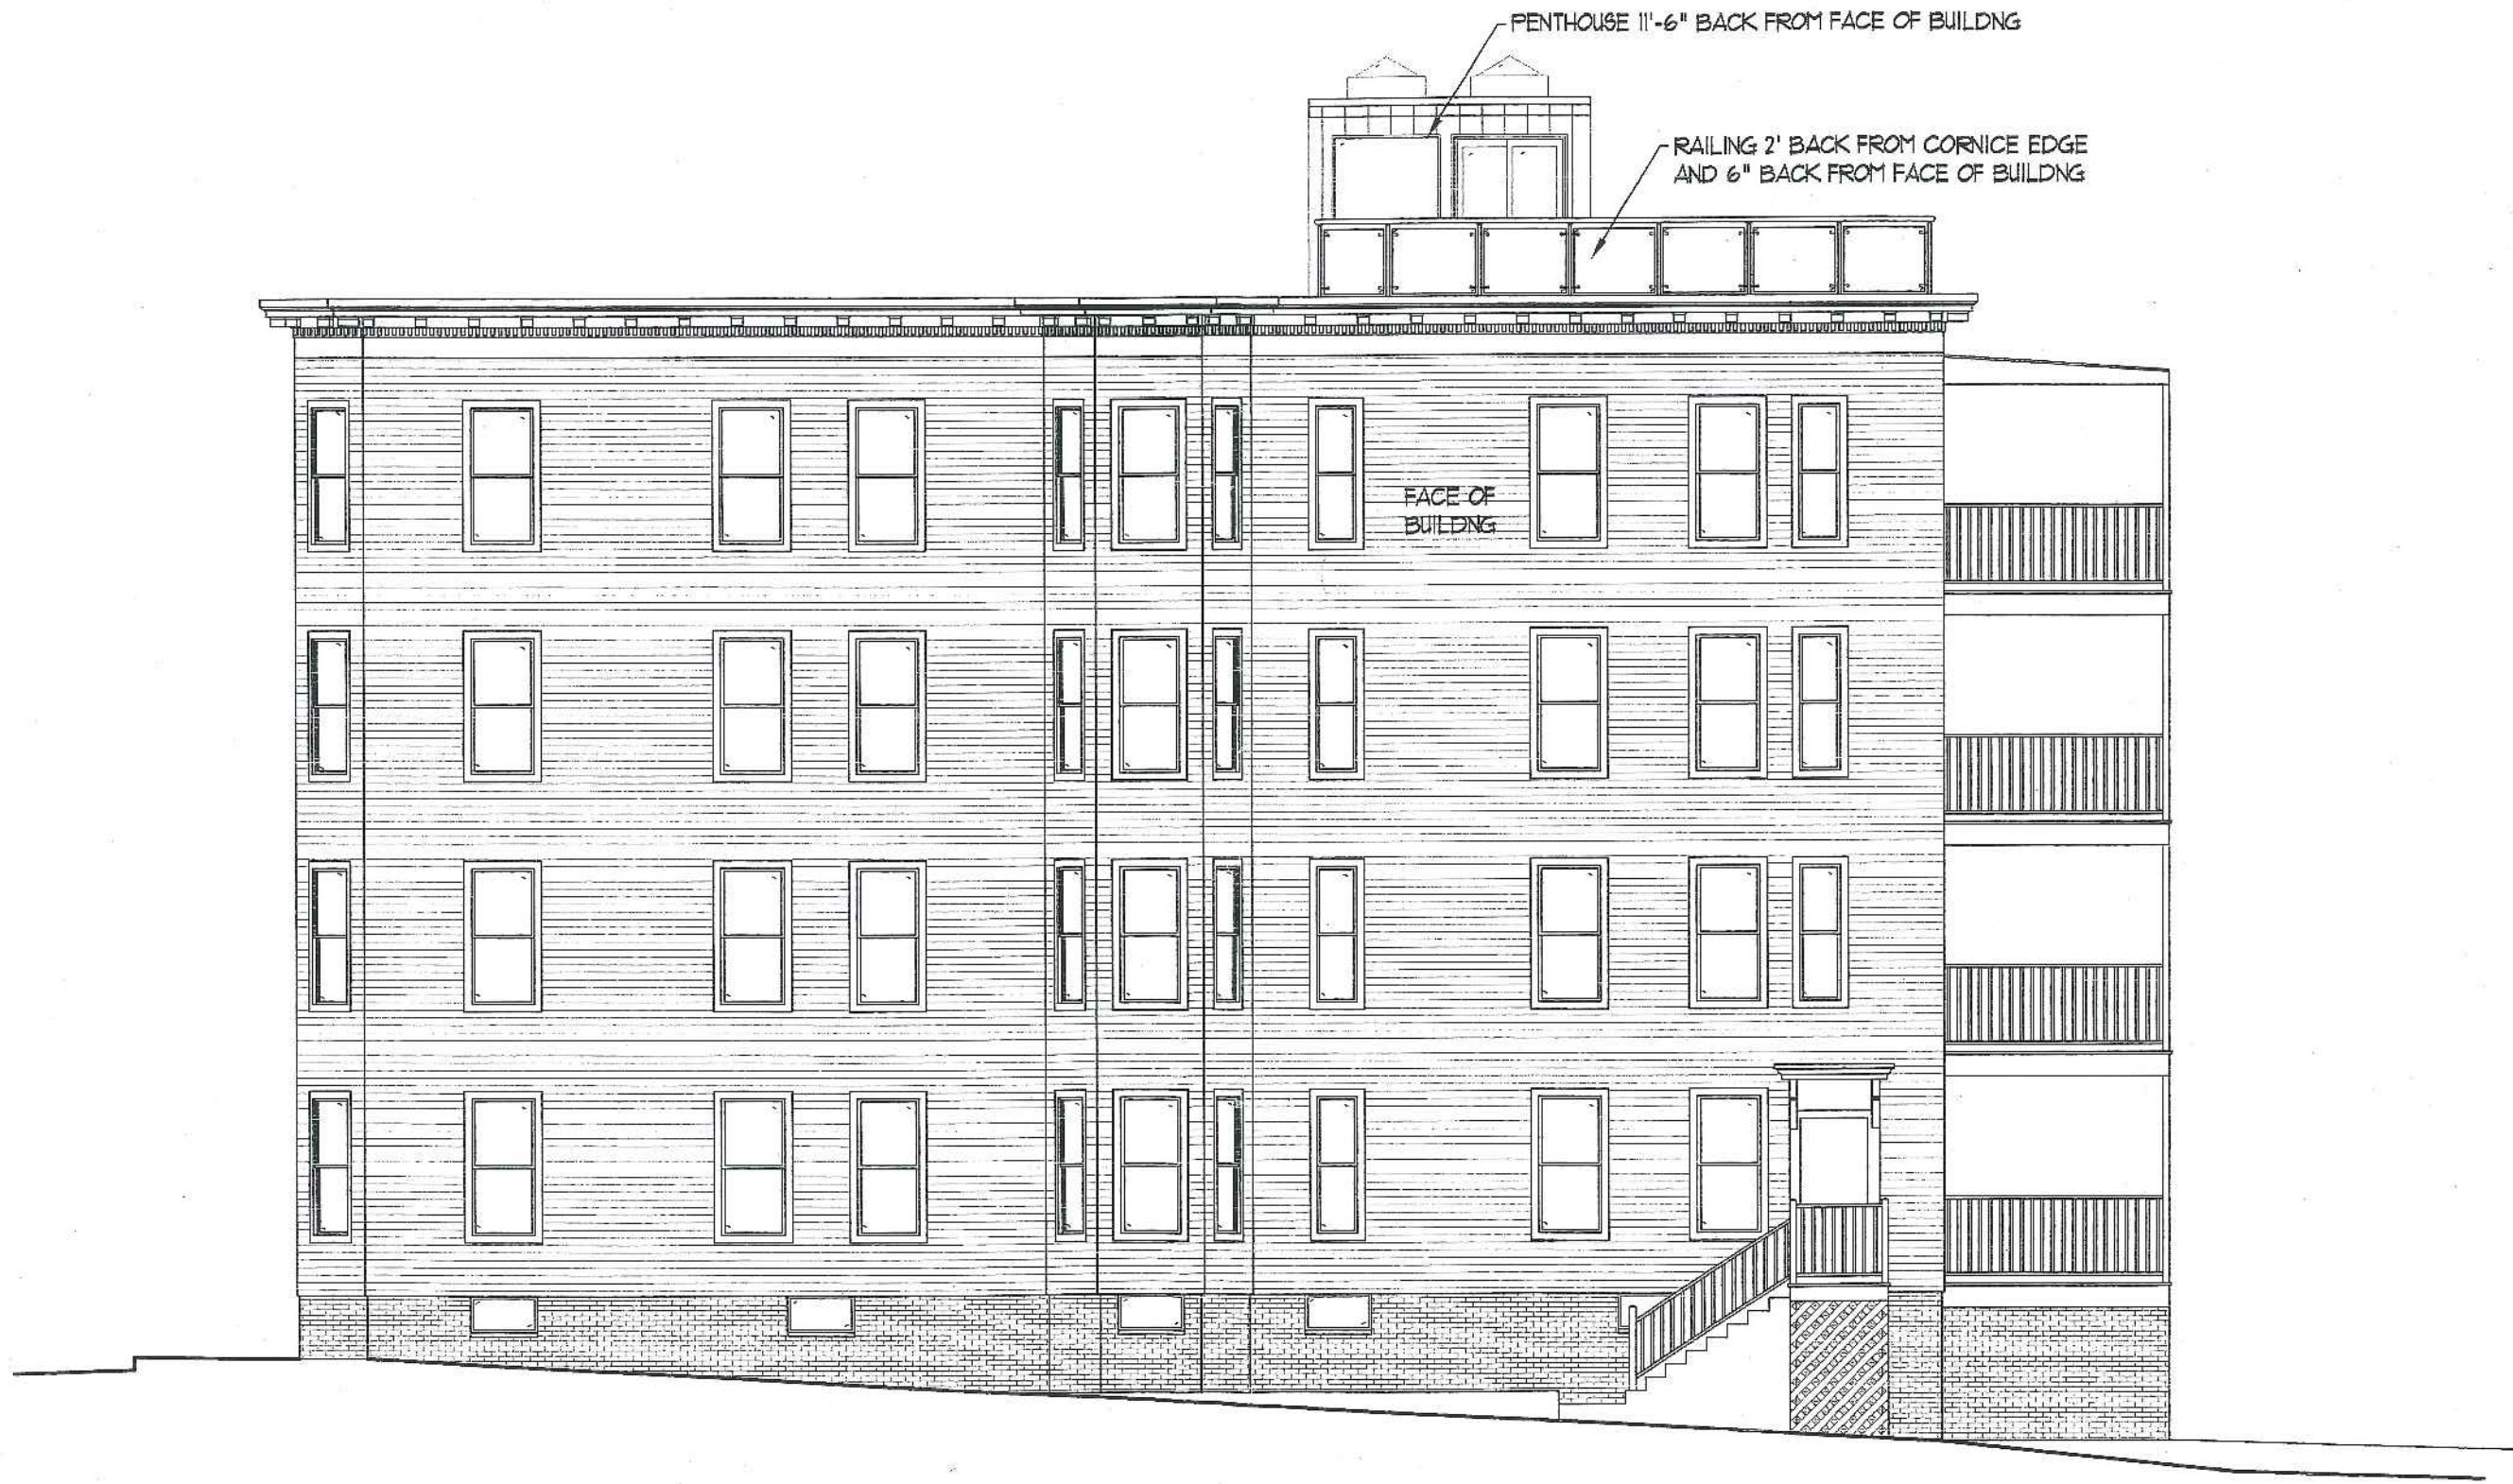 PENTHOUSE 11'-6" BACK FROM FACE OF BUILDNG
RAILING 2' BACK FROM CORNICE EDGE
AND 6" BACK FROM FACE OF BUILDNG
FACE OF
BUILDNG